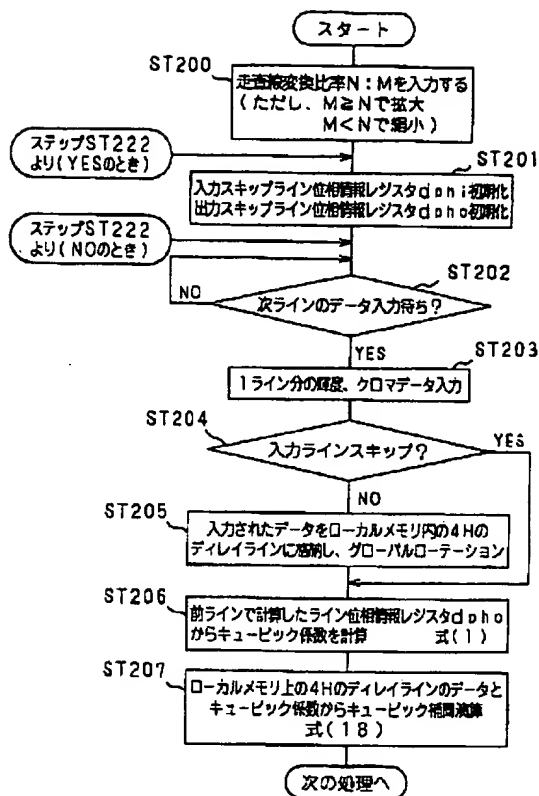 スタート
ST200
走査線変換比率N:Mを入力する
(ただし、M≧Nで拡大
M<Nで縮小)
ステップST222
より(YESのとき)
ST201
入力スキップライン位相情報レジスタdphi初期化
出力スキップライン位相情報レジスタdpho初期化
ステップST222
より(NOのとき)
ST202
NO
次ラインのデータ入力待ち?
YES
ST203
1ライン分の輝度、クロマデータ入力
ST204
YES
入力ラインスキップ?
NO
ST205
入力されたデータをローカルメモリ内の4Hの
ディレイラインに格納し、グローバルローテーション
ST206
前ラインで計算したライン位相情報レジスタdpho
からキュービック係数を計算 式(1)
ST207
ローカルメモリ上の4Hのディレイラインのデータと
キュービック係数からキュービック補間演算
式(18)
次の処理へ